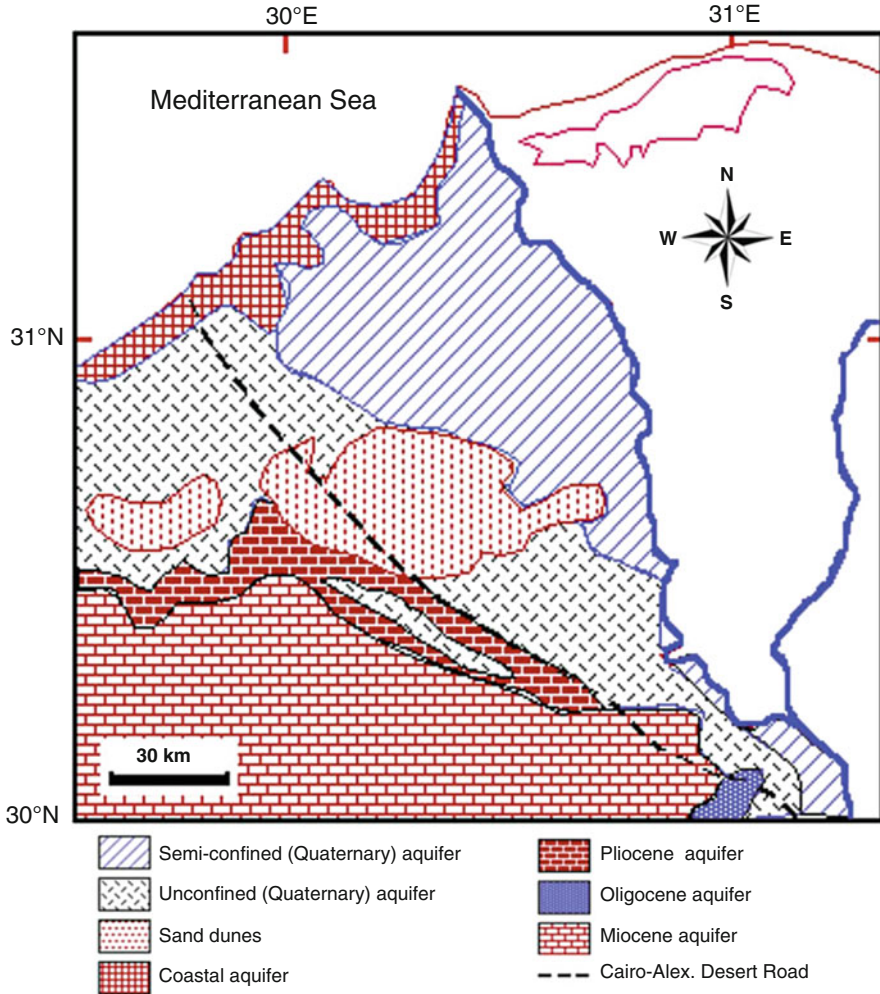 30°E
31°E
Mediterranean Sea
N
W
E
S
31°N
30 km
30°N
Semi-confined (Quaternary) aquifer
Unconfined (Quaternary) aquifer
Sand dunes
Coastal aquifer
Pliocene aquifer
Oligocene aquifer
Miocene aquifer
Cairo-Alex. Desert Road